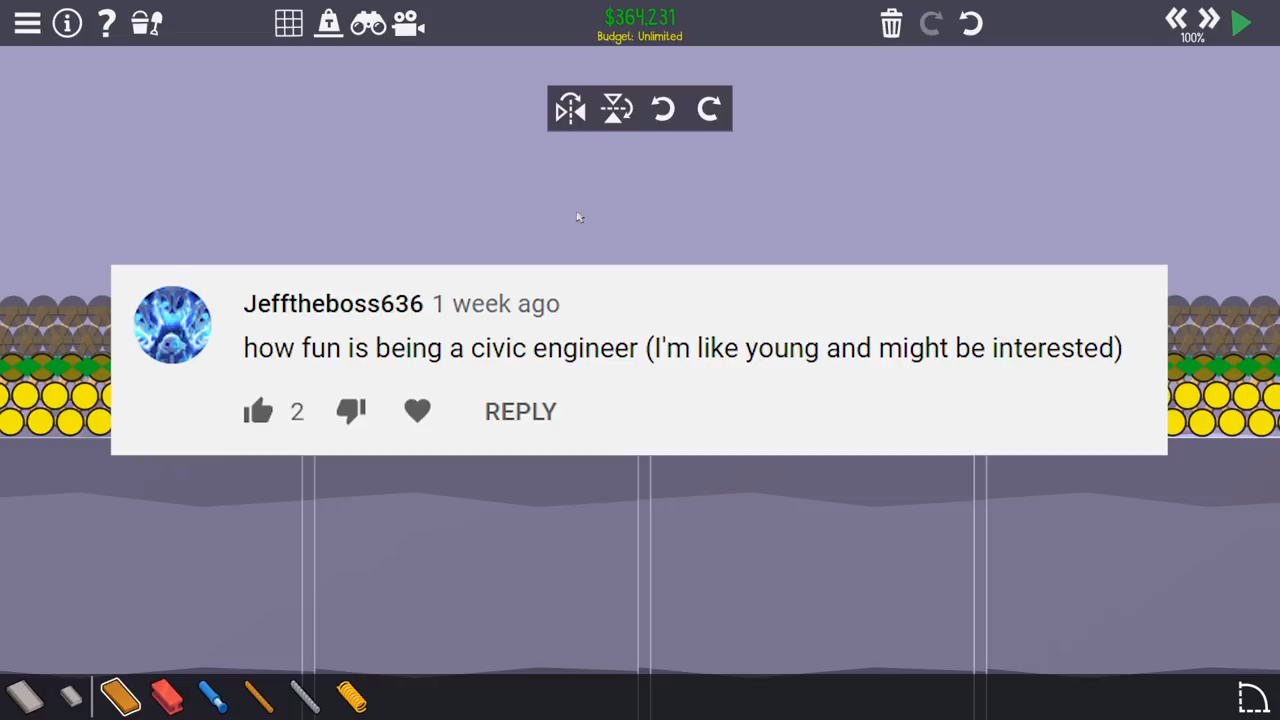 $364,231
Budget: Unlimited
100%
Jefftheboss636 1 week ago
how fun is being a civic engineer (I'm like young and might be interested)
2
REPLY